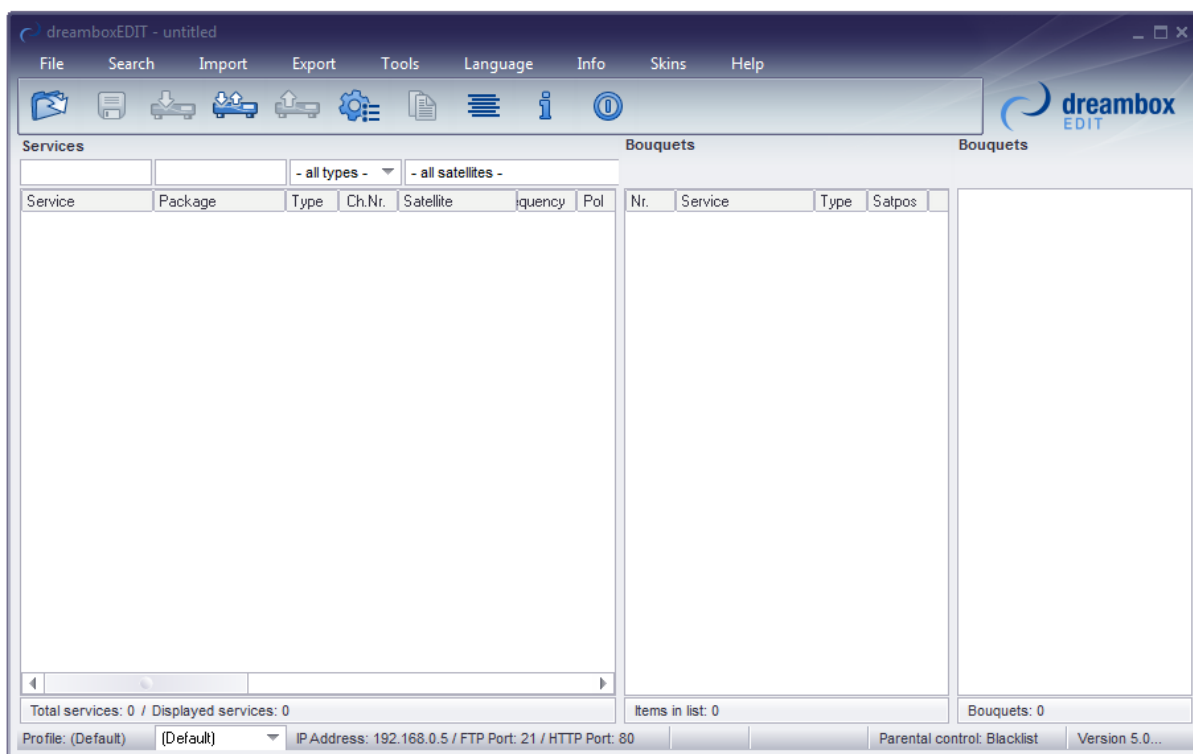 dreamboxEDIT - untitled
File Search Import Export Tools Language Info Skins Help
dreambox
EDIT
Services Bouquets Bouquets
- all types - - all satellites -
Service Package Type Ch.Nr. Satellite equency Pol Nr. Service Type Satpos
Total services: 0 / Displayed services: 0 Items in list: 0 Bouquets: 0
Profile: (Default) (Default) IP Address: 192.168.0.5 / FTP Port: 21 / HTTP Port: 80 Parental control: Blacklist Version 5.0...